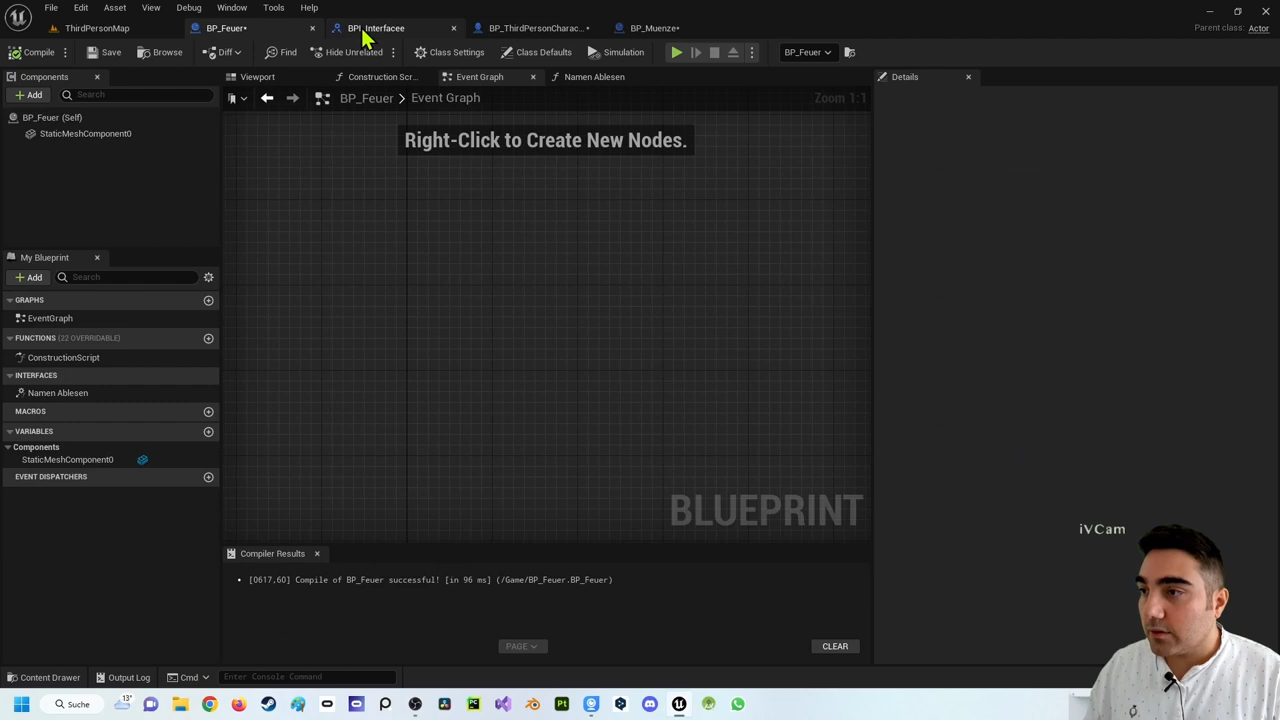 File Edit Asset View Debug Window Tools Help
ThirdPersonMap BP_Feuer• BPI_Interfacee BP_ThirdPersonCharac...• BP_Muenze• Parent class: Actor
Compile Save Browse Diff Find Hide Unrelated Class Settings Class Defaults Simulation BP_Feuer
Components Viewport Construction Scr... Event Graph Namen Ablesen Details
Add Search BP_Feuer > Event Graph Zoom 1:1
BP_Feuer (Self)
StaticMeshComponent0
Right-Click to Create New Nodes.
My Blueprint
Add Search
GRAPHS
EventGraph
FUNCTIONS (22 OVERRIDABLE)
ConstructionScript
INTERFACES
Namen Ablesen
MACROS
VARIABLES
Components
StaticMeshComponent0
EVENT DISPATCHERS
BLUEPRINT
iVCam
Compiler Results
• [0617,60] Compile of BP_Feuer successful! [in 96 ms] (/Game/BP_Feuer.BP_Feuer)
PAGE CLEAR
Content Drawer Output Log Cmd Enter Console Command
Suche 13°